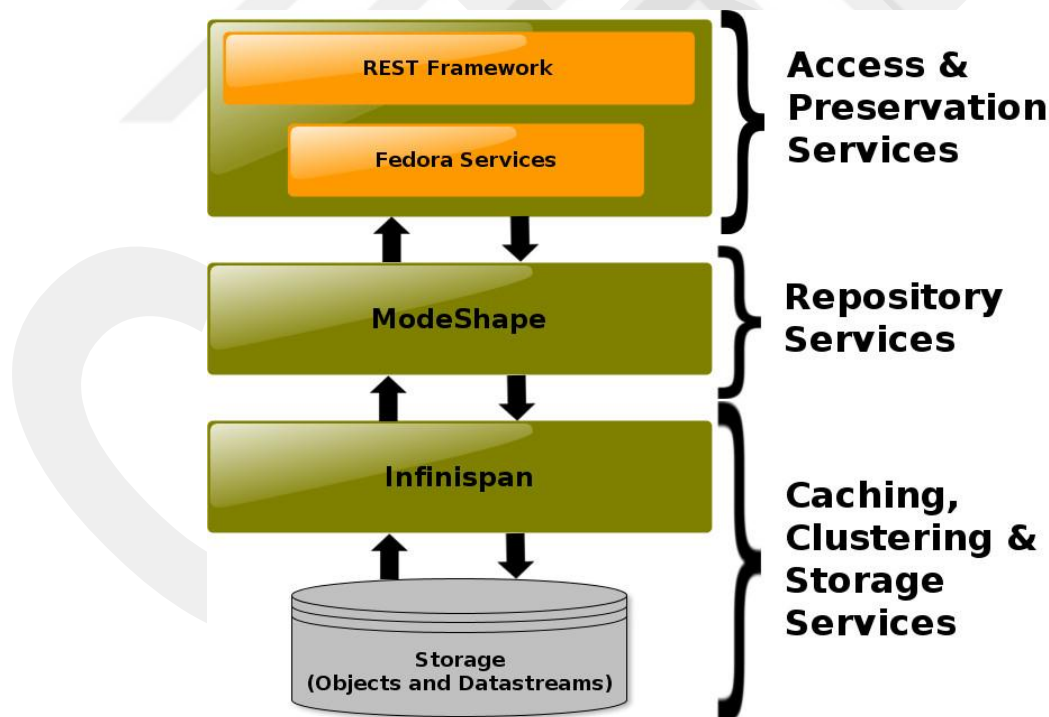 REST Framework
Fedora Services
Access &
Preservation
Services
ModeShape
Repository
Services
Infinispan
Caching,
Clustering &
Storage
Services
Storage
(Objects and Datastreams)